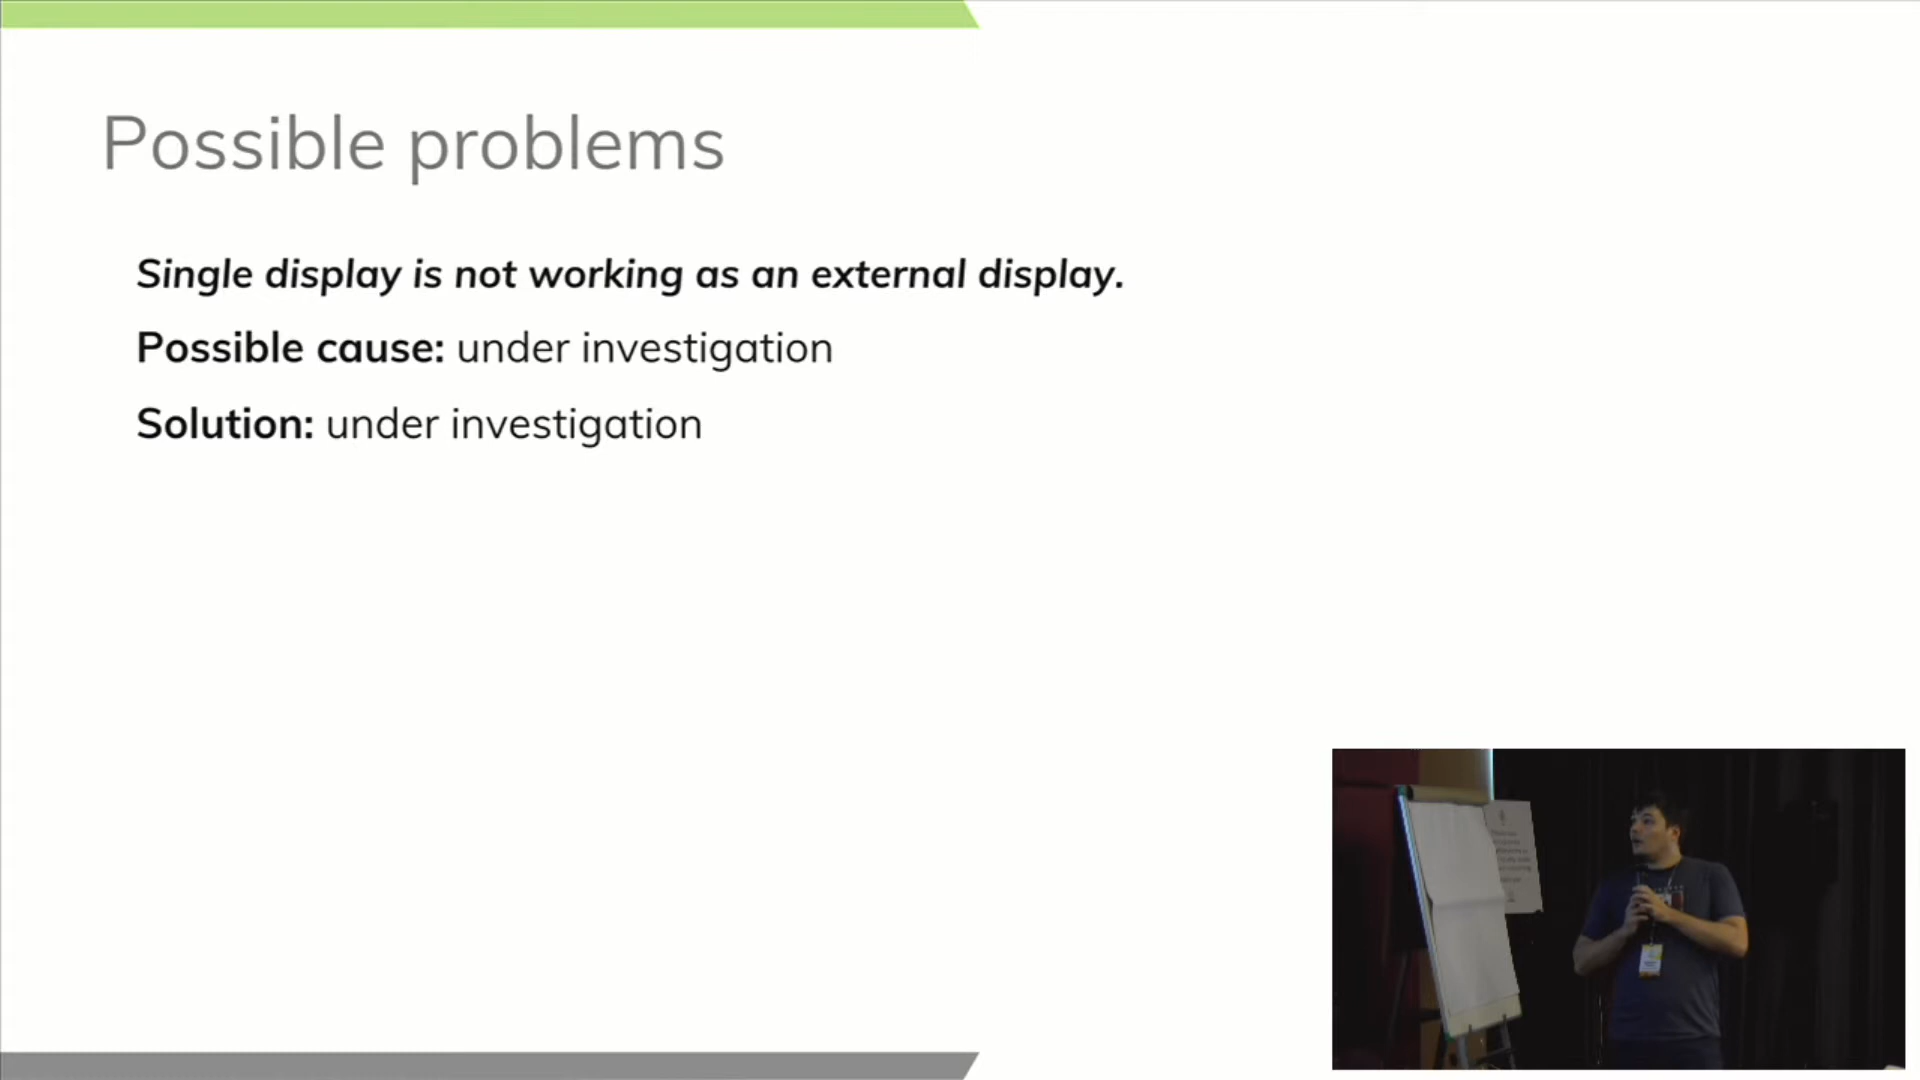 Possible problems
Single display is not working as an external display.
Possible cause: under investigation
Solution: under investigation